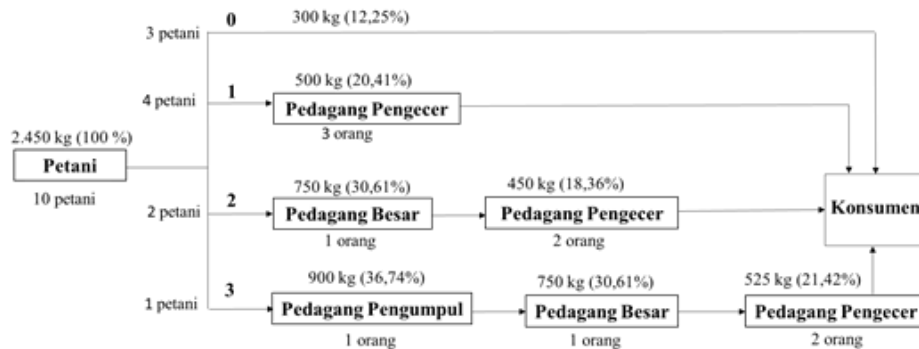 0
300 kg (12,25%)
3 petani
1
500 kg (20,41%)
4 petani
Pedagang Pengecer
3 orang
2.450 kg (100 %)
Petani
10 petani
750 kg (30,61%)
450 kg (18,36%)
2 petani
2
Pedagang Besar
Pedagang Pengecer
Konsumen
1 orang
2 orang
900 kg (36,74%)
750 kg (30,61%)
525 kg (21,42%)
1 petani
3
Pedagang Pengumpul
Pedagang Besar
Pedagang Pengecer
1 orang
1 orang
2 orang